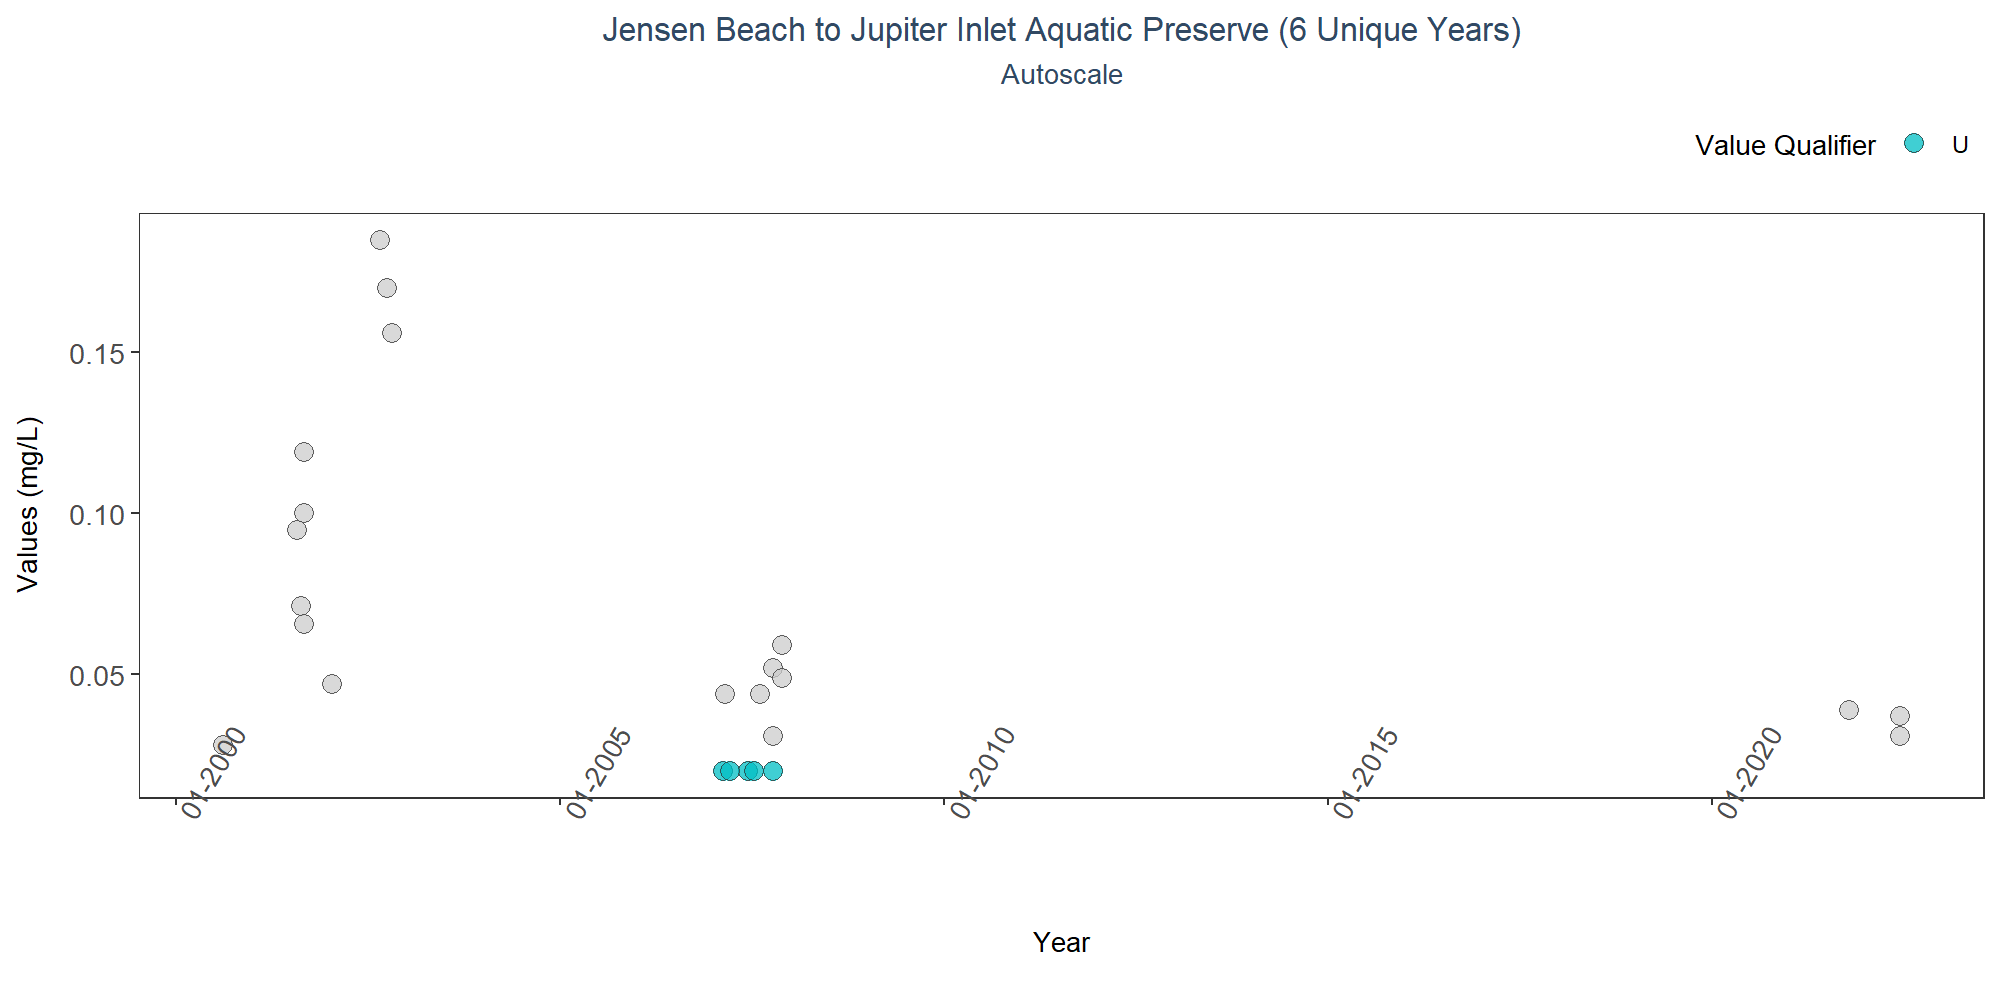 Jensen Beach to Jupiter Inlet Aquatic Preserve (6 Unique Years)
Autoscale
Value Qualifier U
0.15
0.10
0.05
Values (mg/L)
01-2000
01-2005
01-2010
01-2015
01-2020
Year